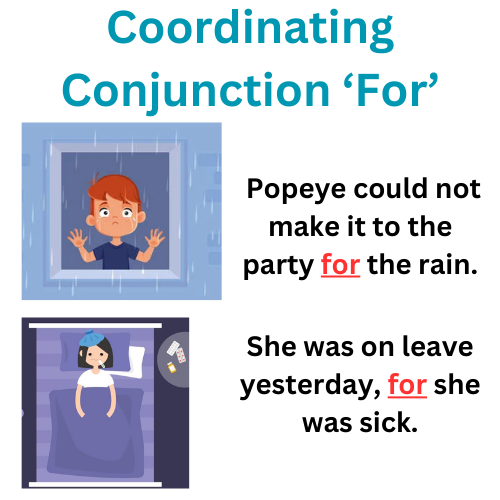 Coordinating
Conjunction ‘For’
Popeye could not
make it to the
party for the rain.
She was on leave
yesterday, for she
was sick.